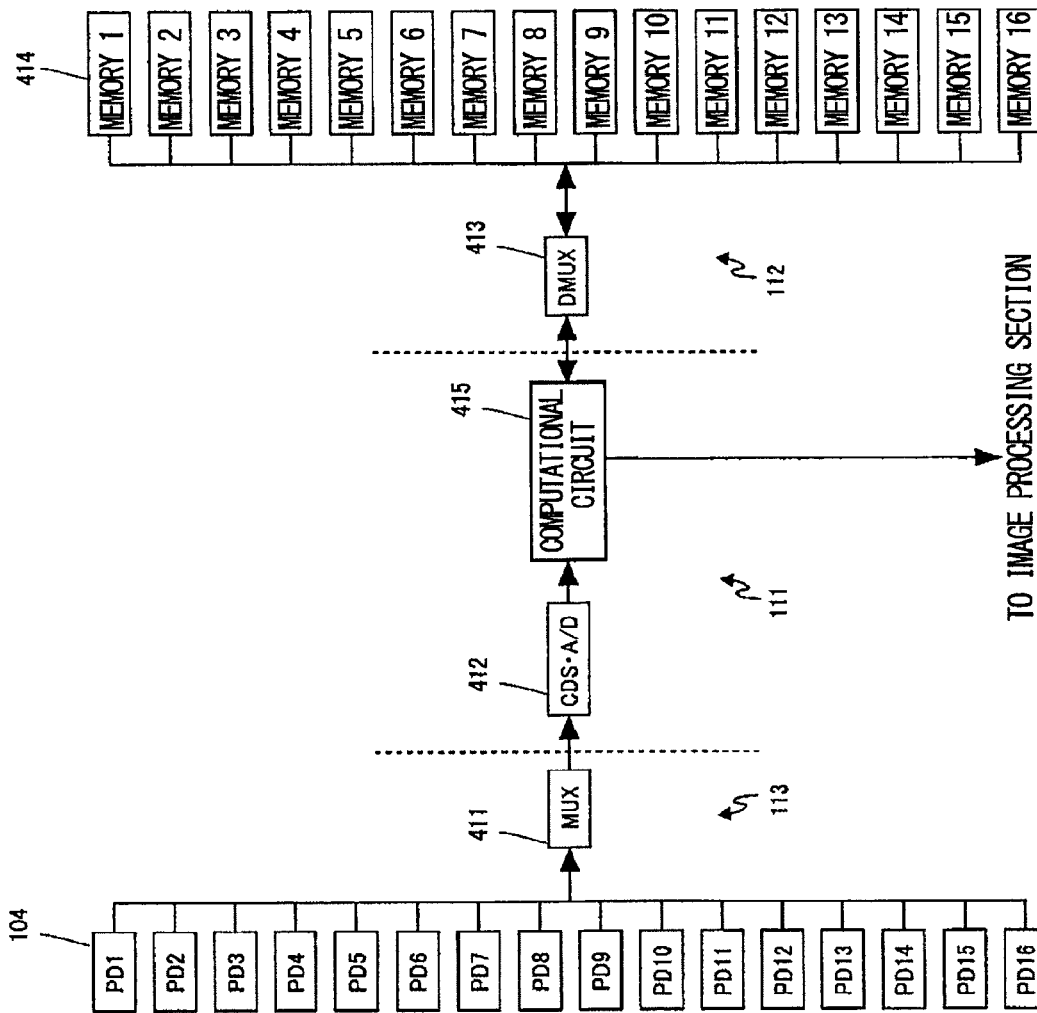 414
MEMORY 1
MEMORY 2
MEMORY 3
MEMORY 4
MEMORY 5
MEMORY 6
MEMORY 7
MEMORY 8
MEMORY 9
MEMORY 10
MEMORY 11
MEMORY 12
MEMORY 13
MEMORY 14
MEMORY 15
MEMORY 16
413
DMUX
112
415
COMPUTATIONAL
CIRCUIT
TO IMAGE PROCESSING SECTION
412
CDS·A/D
111
411
MUX
113
104
PD1
PD2
PD3
PD4
PD5
PD6
PD7
PD8
PD9
PD10
PD11
PD12
PD13
PD14
PD15
PD16